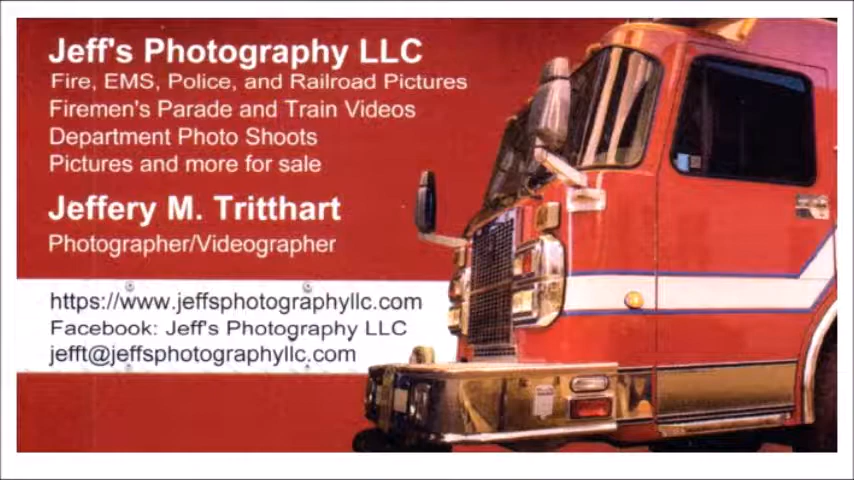 Jeff's Photography LLC
Fire, EMS, Police, and Railroad Pictures
Firemen's Parade and Train Videos
Department Photo Shoots
Pictures and more for sale
Jeffery M. Tritthart
Photographer/Videographer
https://www.jeffsphotographyllc.com
Facebook: Jeff's Photography LLC
jefft@jeffsphotographyllc.com